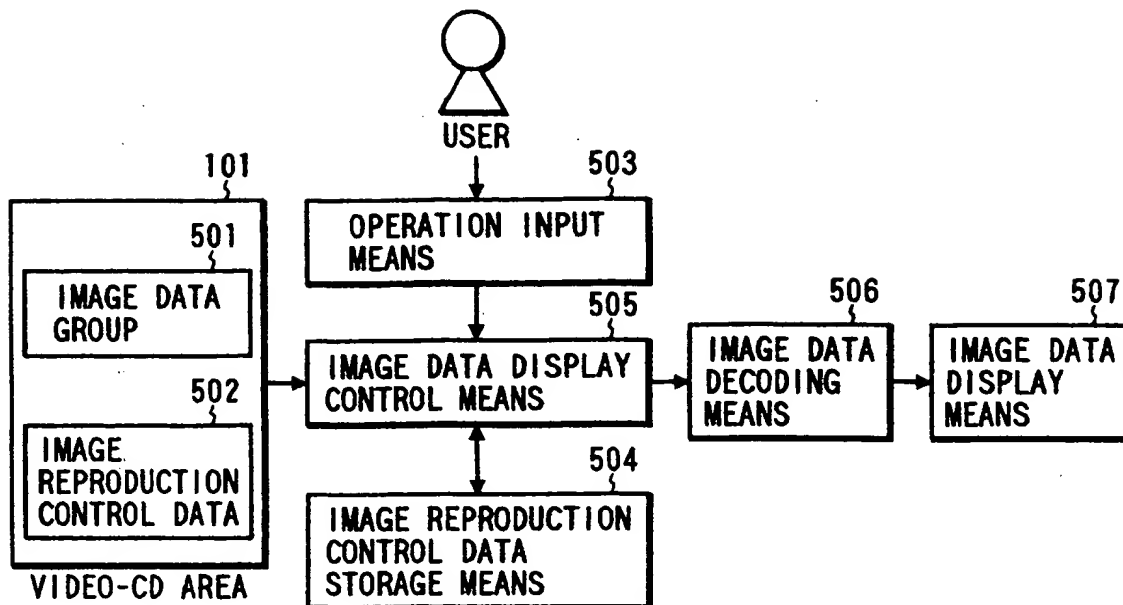 USER
101
501
IMAGE DATA
GROUP
502
IMAGE
REPRODUCTION
CONTROL DATA
VIDEO-CD AREA
503
OPERATION INPUT
MEANS
505
IMAGE DATA DISPLAY
CONTROL MEANS
504
IMAGE REPRODUCTION
CONTROL DATA
STORAGE MEANS
506
IMAGE DATA
DECODING
MEANS
507
IMAGE DATA
DISPLAY
MEANS